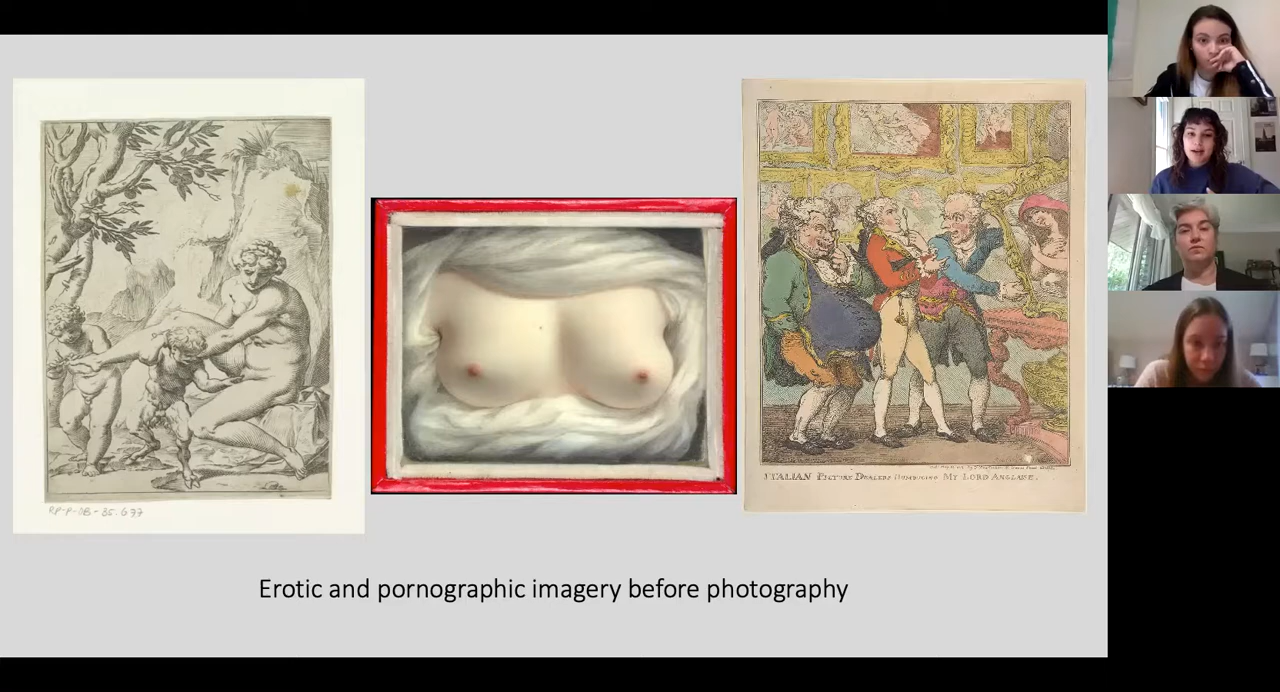 RP-P-OB-35.677
ITALIAN PICTURE DEALERS HUMBUGING MY LORD ANGLAISE.
Erotic and pornographic imagery before photography